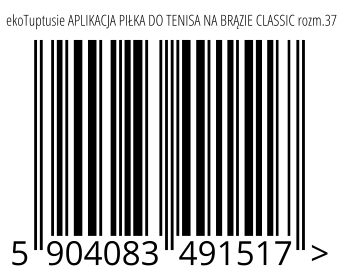 ekoTuptusie APLIKACJA PIŁKA DO TENISA NA BRĄZIE CLASSIC rozm.37
5 904083 491517 >